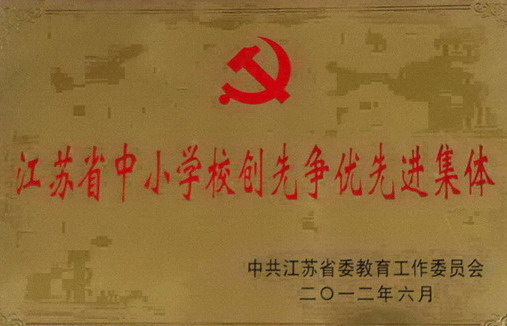 江苏省中小学校创先争优先进集体
中共江苏省委教育工作委员会
二〇一二年六月